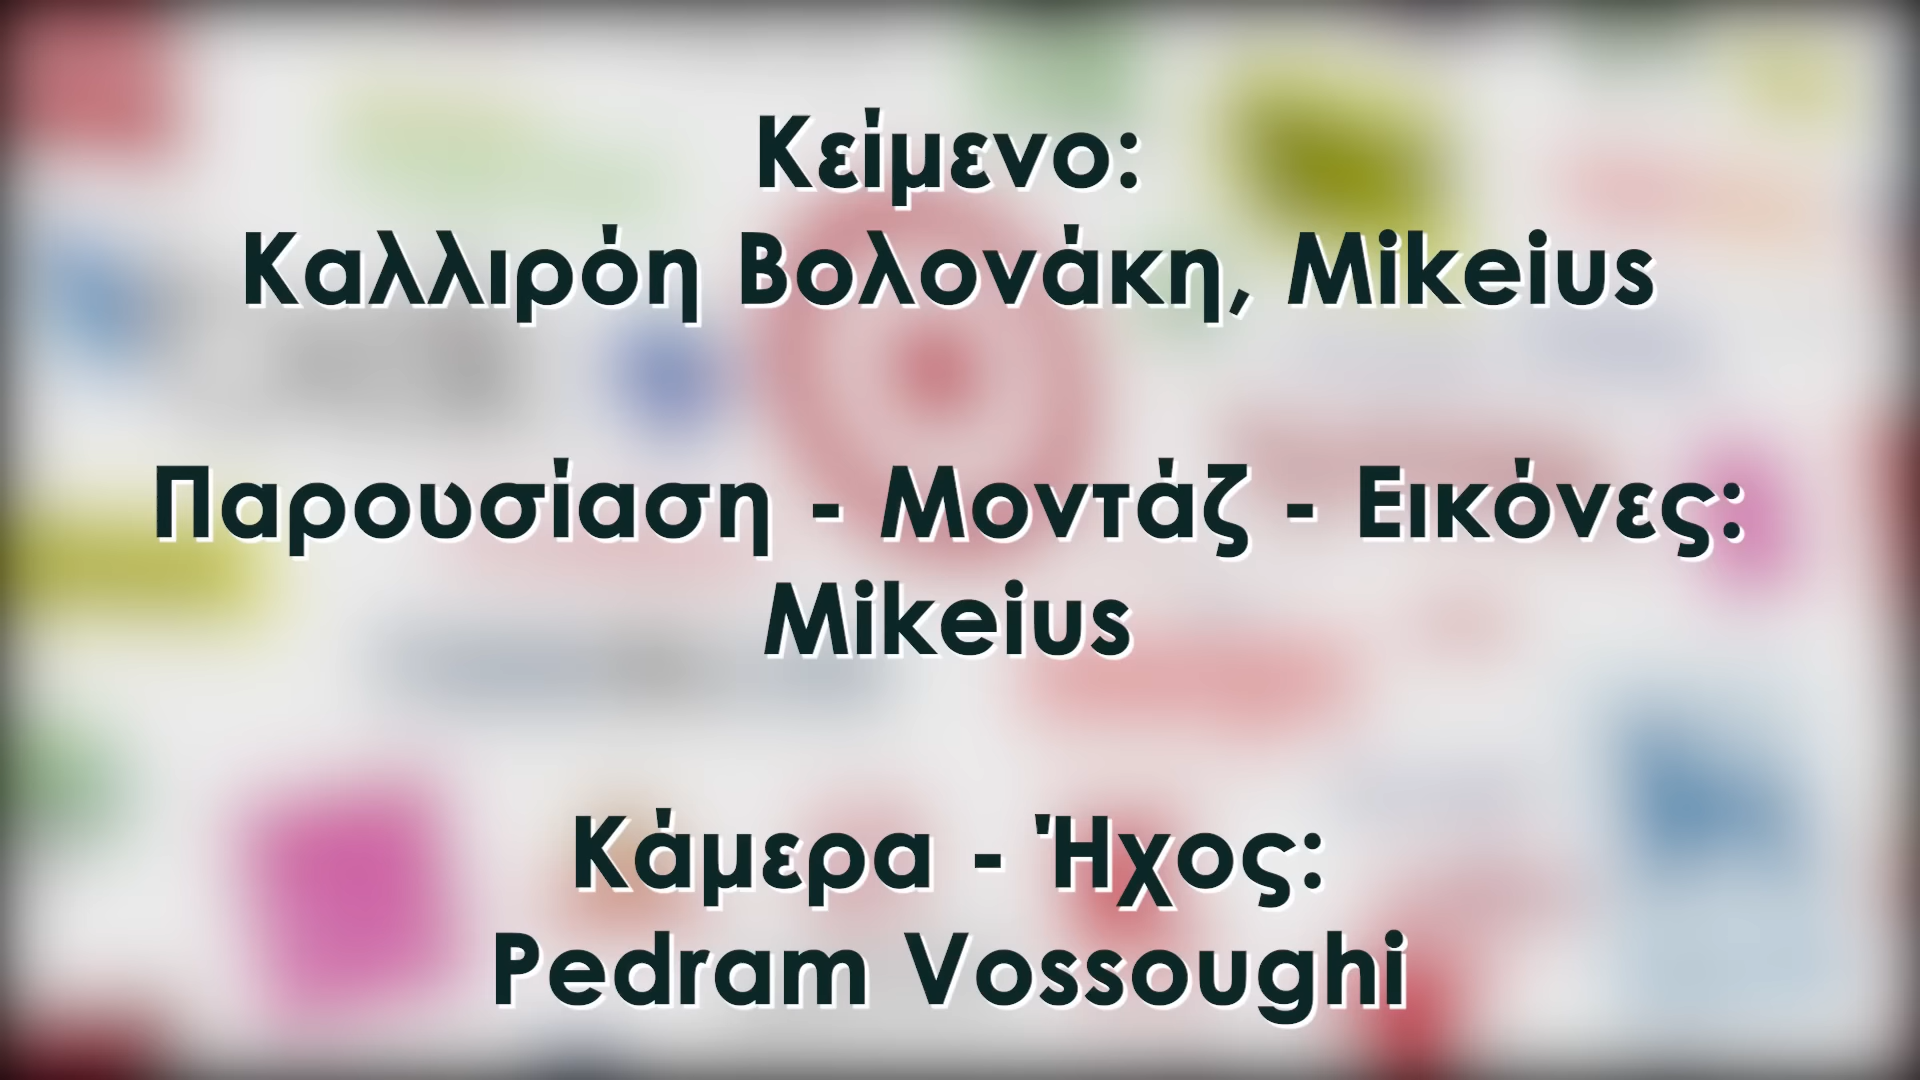 Κείμενο:
Καλλιρόη Βολονάκη, Mikeius
Παρουσίαση - Μοντάζ - Εικόνες:
Mikeius
Κάμερα - Ήχος:
Pedram Vossoughi